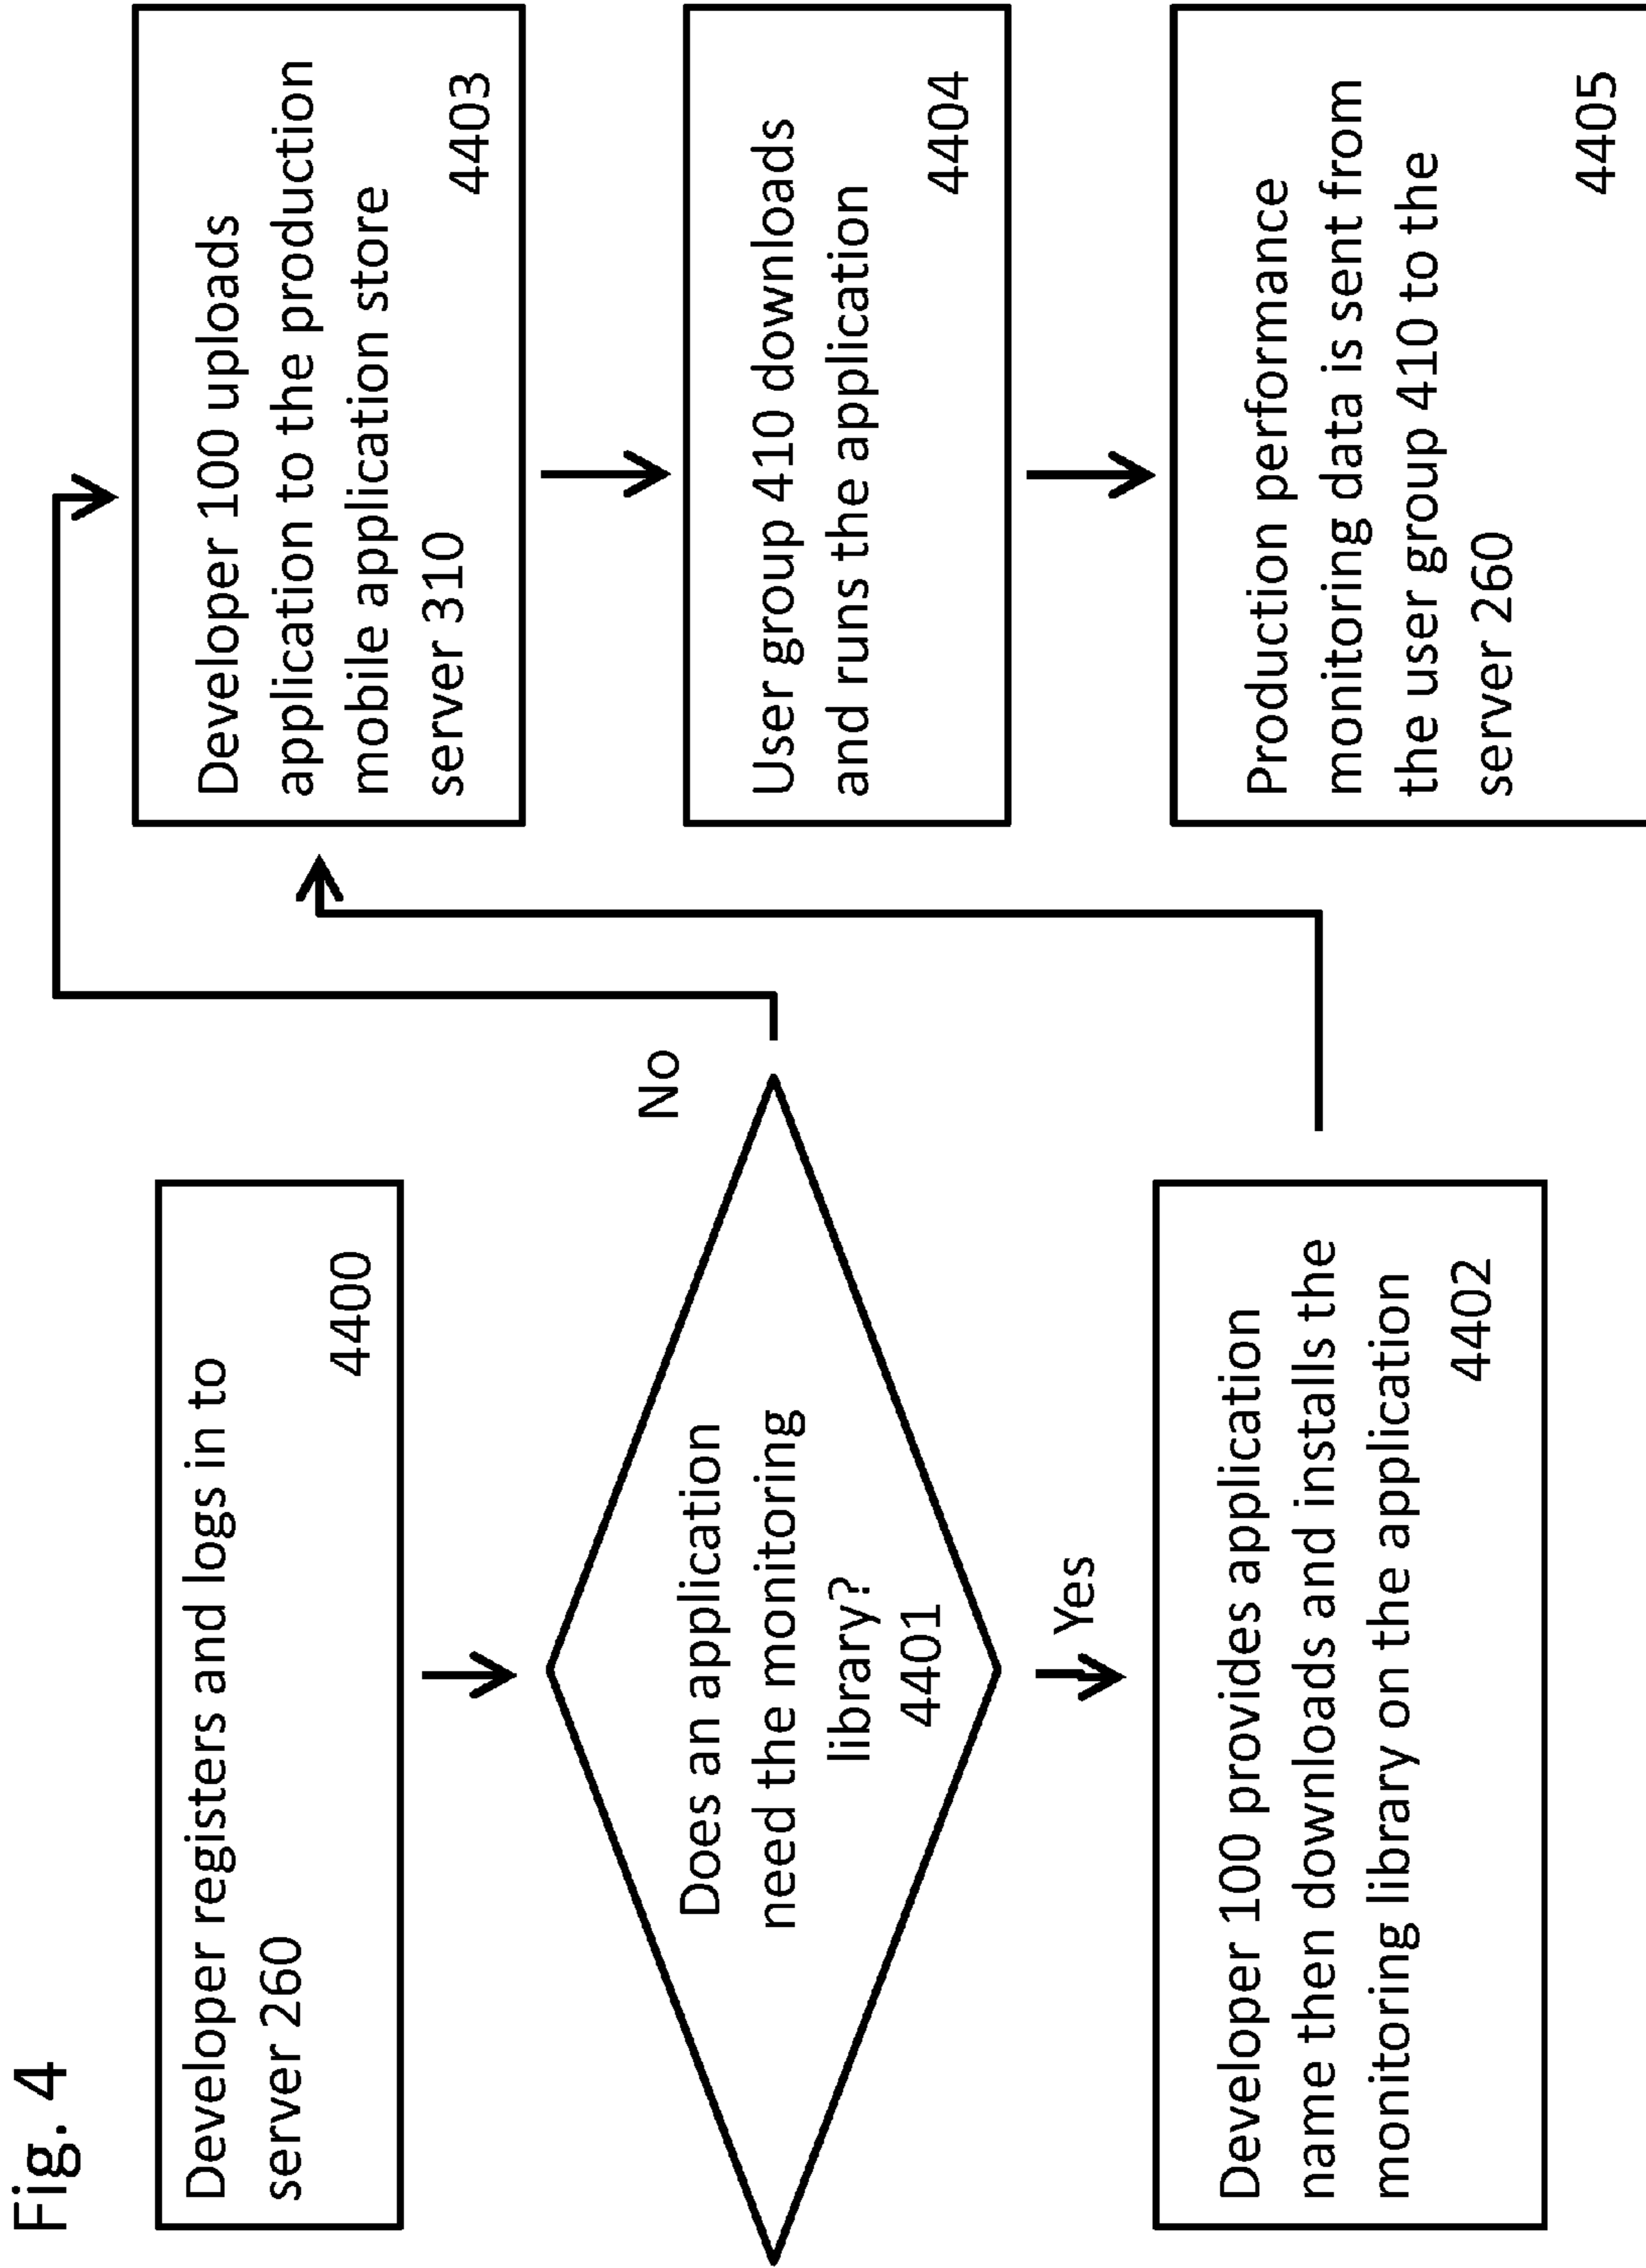 Fig. 4
Developer registers and logs in to
server 260
4400
Does an application
need the monitoring
library?
4401
No
Yes
Developer 100 provides application
name then downloads and installs the
monitoring library on the application
4402
Developer 100 uploads
application to the production
mobile application store
server 310
4403
User group 410 downloads
and runs the application
4404
Production performance
monitoring data is sent from
the user group 410 to the
server 260
4405